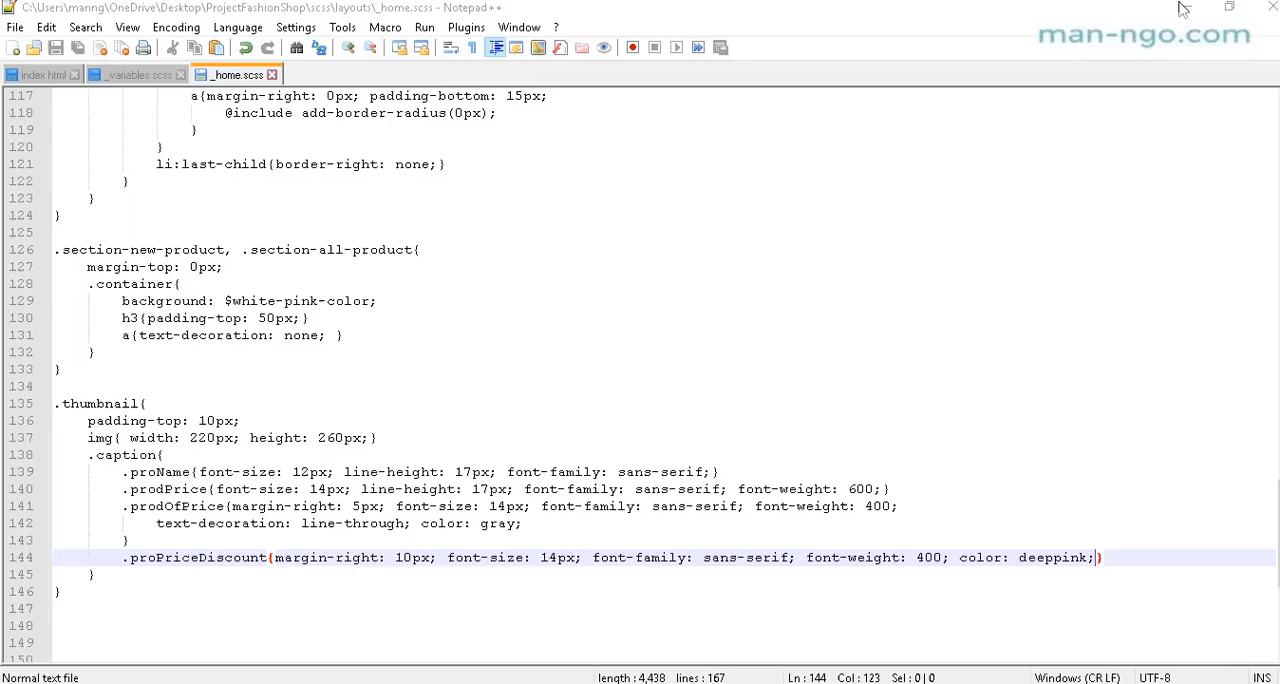 C:\Users\manng\OneDrive\Desktop\ProjectFashionShop\scss\layouts\_home.scss - Notepad++
man-ngo.com
File Edit Search View Encoding Language Settings Tools Macro Run Plugins Window ?
index.html _variables.scss _home.scss
117 a{margin-right: 0px; padding-bottom: 15px;
118 @include add-border-radius(0px);
119 }
120 }
121 li:last-child{border-right: none;}
122 }
123 }
124 }
125
126 .section-new-product, .section-all-product{
127 margin-top: 0px;
128 .container{
129 background: $white-pink-color;
130 h3{padding-top: 50px;}
131 a{text-decoration: none; }
132 }
133 }
134
135 .thumbnail{
136 padding-top: 10px;
137 img{ width: 220px; height: 260px;}
138 .caption{
139 .proName{font-size: 12px; line-height: 17px; font-family: sans-serif;}
140 .prodPrice{font-size: 14px; line-height: 17px; font-family: sans-serif; font-weight: 600;}
141 .prodOfPrice{margin-right: 5px; font-size: 14px; font-family: sans-serif; font-weight: 400;
142 text-decoration: line-through; color: gray;
143 }
144 .proPriceDiscount{margin-right: 10px; font-size: 14px; font-family: sans-serif; font-weight: 400; color: deeppink;}
145 }
146 }
147
148
149
150
Normal text file length : 4,438 lines : 167 Ln : 144 Col : 123 Sel : 0 | 0 Windows (CR LF) UTF-8 INS